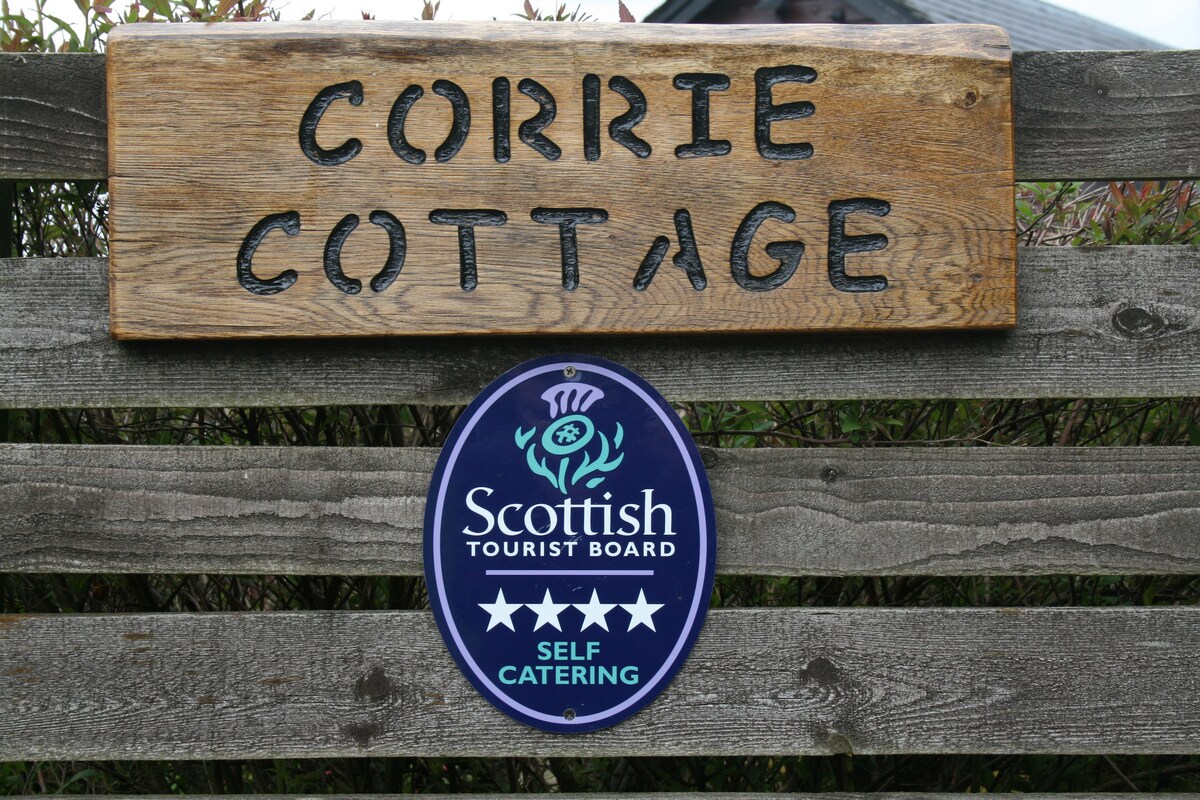 CORRIE
COTTAGE
Scottish
TOURIST BOARD
SELF
CATERING